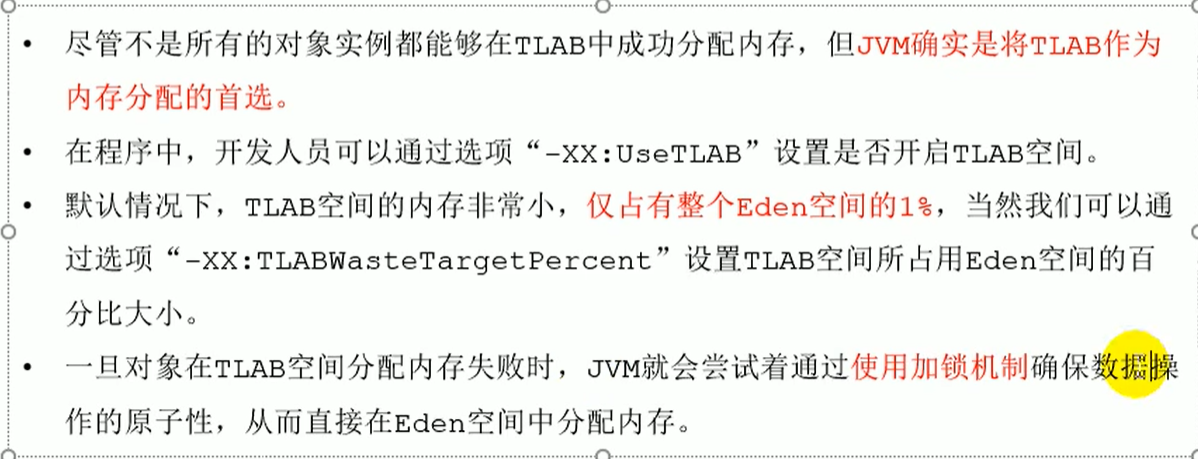 • 尽管不是所有的对象实例都能够在TLAB中成功分配内存，但JVM确实是将TLAB作为
内存分配的首选。
• 在程序中，开发人员可以通过选项“-XX:UseTLAB”设置是否开启TLAB空间。
• 默认情况下，TLAB空间的内存非常小，仅占有整个Eden空间的1%，当然我们可以通
过选项“-XX:TLABWasteTargetPercent”设置TLAB空间所占用Eden空间的百
分比大小。
• 一旦对象在TLAB空间分配内存失败时，JVM就会尝试着通过使用加锁机制确保数据操
作的原子性，从而直接在Eden空间中分配内存。